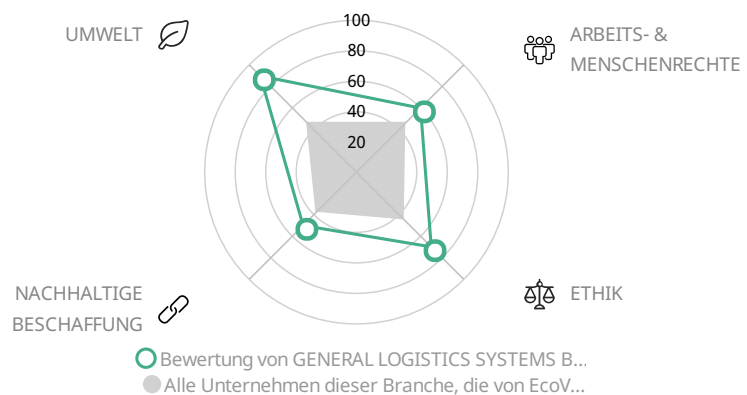 UMWELT
ARBEITS- &
MENSCHENRECHTE
100
80
60
40
20
NACHHALTIGE
BESCHAFFUNG
ETHIK
Bewertung von GENERAL LOGISTICS SYSTEMS B...
Alle Unternehmen dieser Branche, die von EcoV...